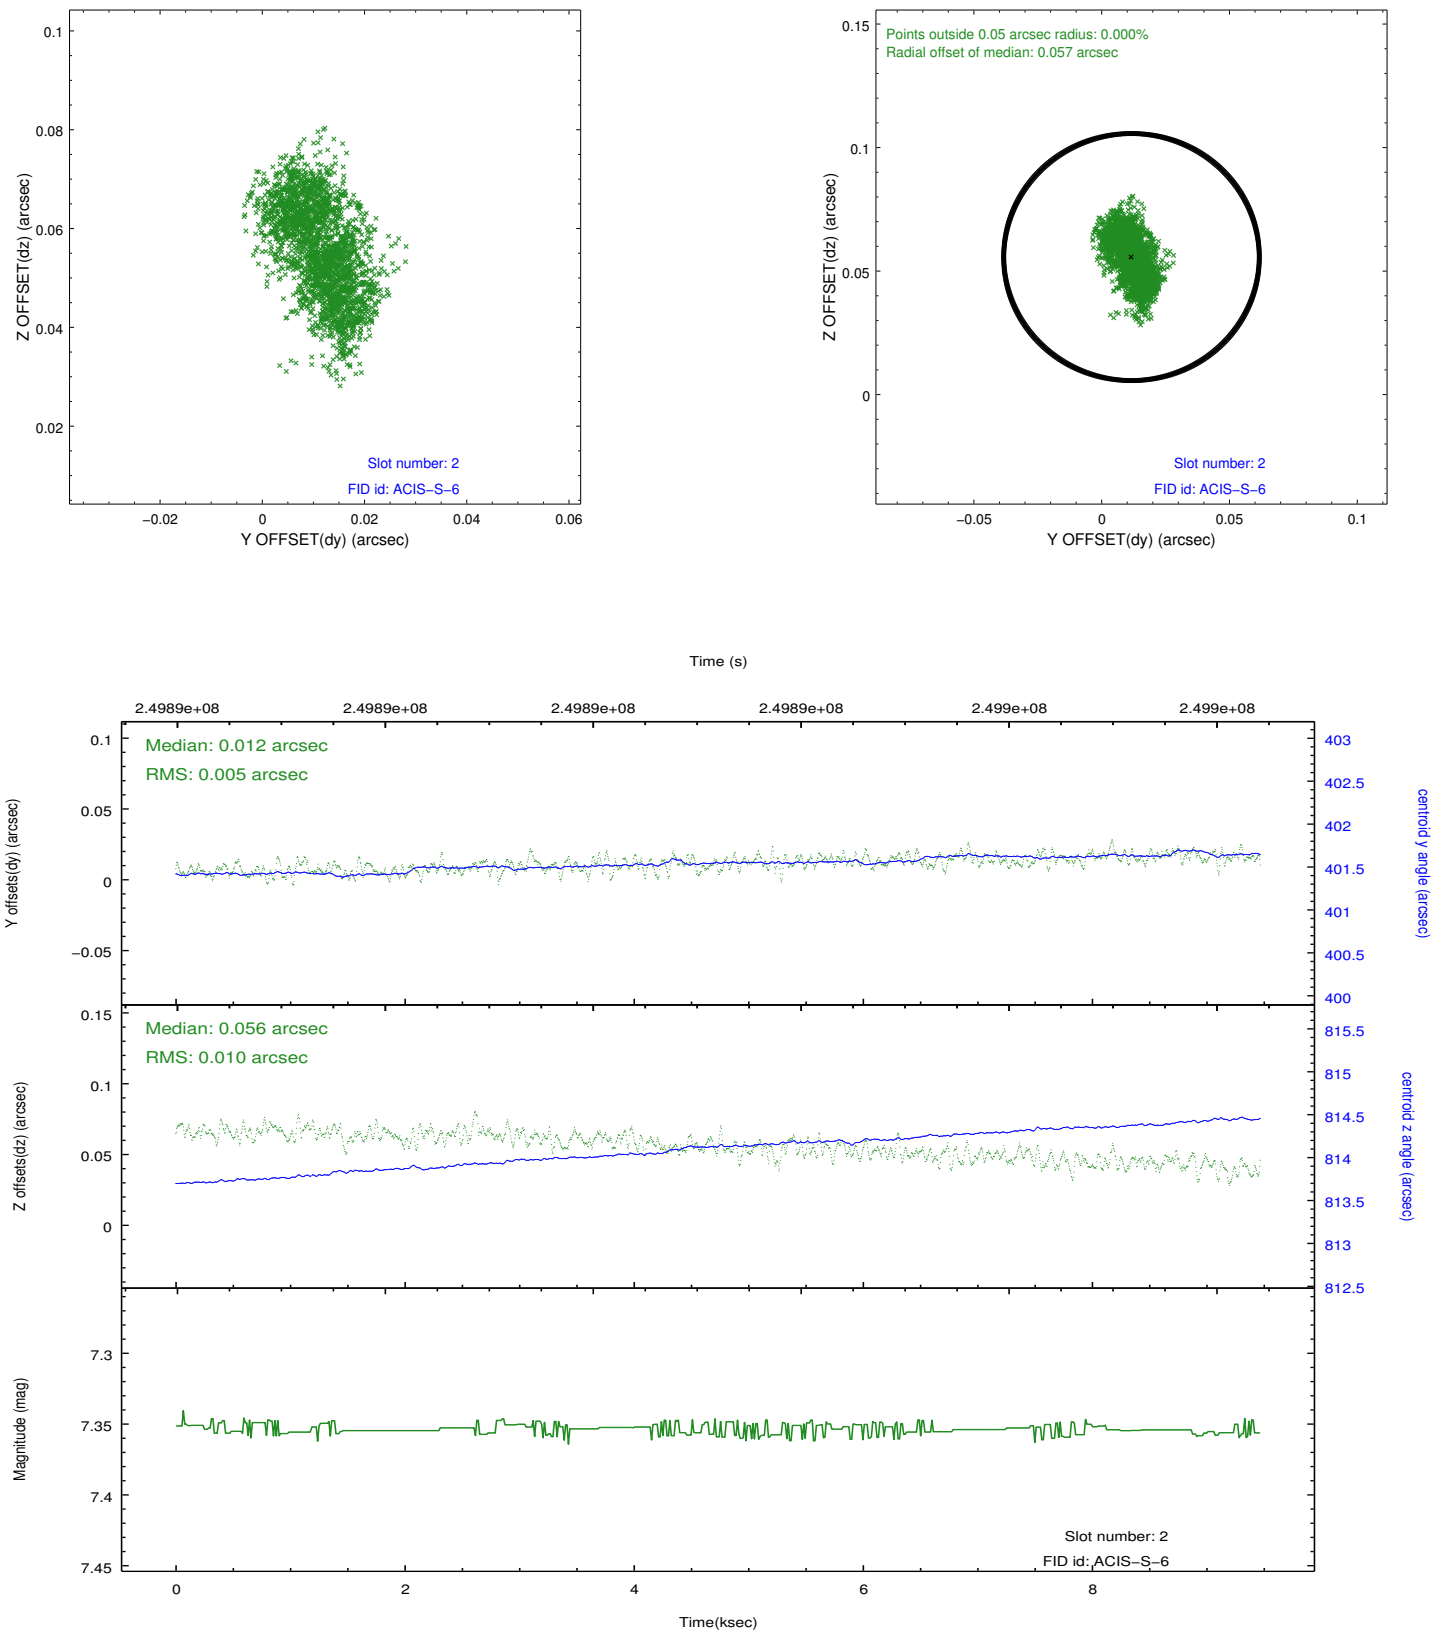 0.1
0.08
0.06
0.04
0.02
Z OFFSET(dz) (arcsec)
Slot number: 2
FID id: ACIS−S−6
−0.02 0 0.02 0.04 0.06
Y OFFSET(dy) (arcsec)
Points outside 0.05 arcsec radius: 0.000%
Radial offset of median: 0.057 arcsec
0.15
0.1
0.05
0
Z OFFSET(dz) (arcsec)
Slot number: 2
FID id: ACIS−S−6
−0.05 0 0.05 0.1
Y OFFSET(dy) (arcsec)
Time (s)
2.4989e+08 2.4989e+08 2.4989e+08 2.4989e+08 2.499e+08 2.499e+08
Median: 0.012 arcsec
RMS: 0.005 arcsec
0.1
0.05
0
−0.05
Y offsets(dy) (arcsec)
403
402.5
402
401.5
401
400.5
400
centroid y angle (arcsec)
Median: 0.056 arcsec
RMS: 0.010 arcsec
0.15
0.1
0.05
0
Z offsets(dz) (arcsec)
815.5
815
814.5
814
813.5
813
812.5
centroid z angle (arcsec)
7.3
7.35
7.4
7.45
Magnitude (mag)
Slot number: 2
FID id: ACIS−S−6
0 2 4 6 8
Time(ksec)